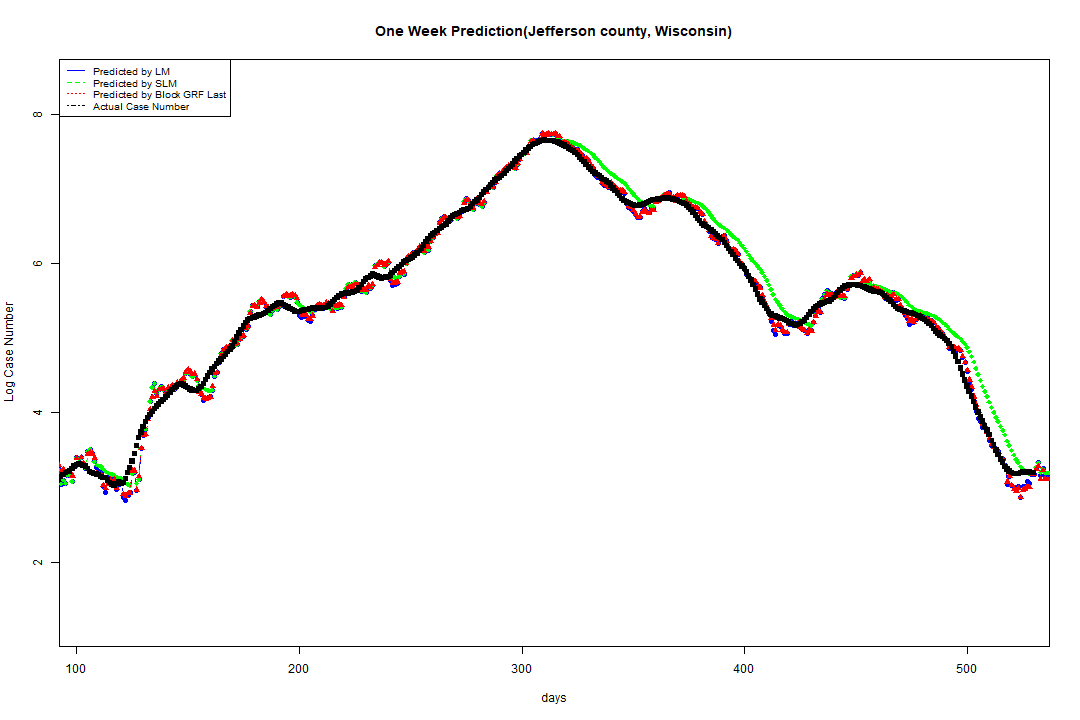 One Week Prediction(Jefferson county, Wisconsin)
Predicted by LM
Predicted by SLM
Predicted by Block GRF Last
Actual Case Number
8
6
4
2
Log Case Number
100 200 300 400 500
days